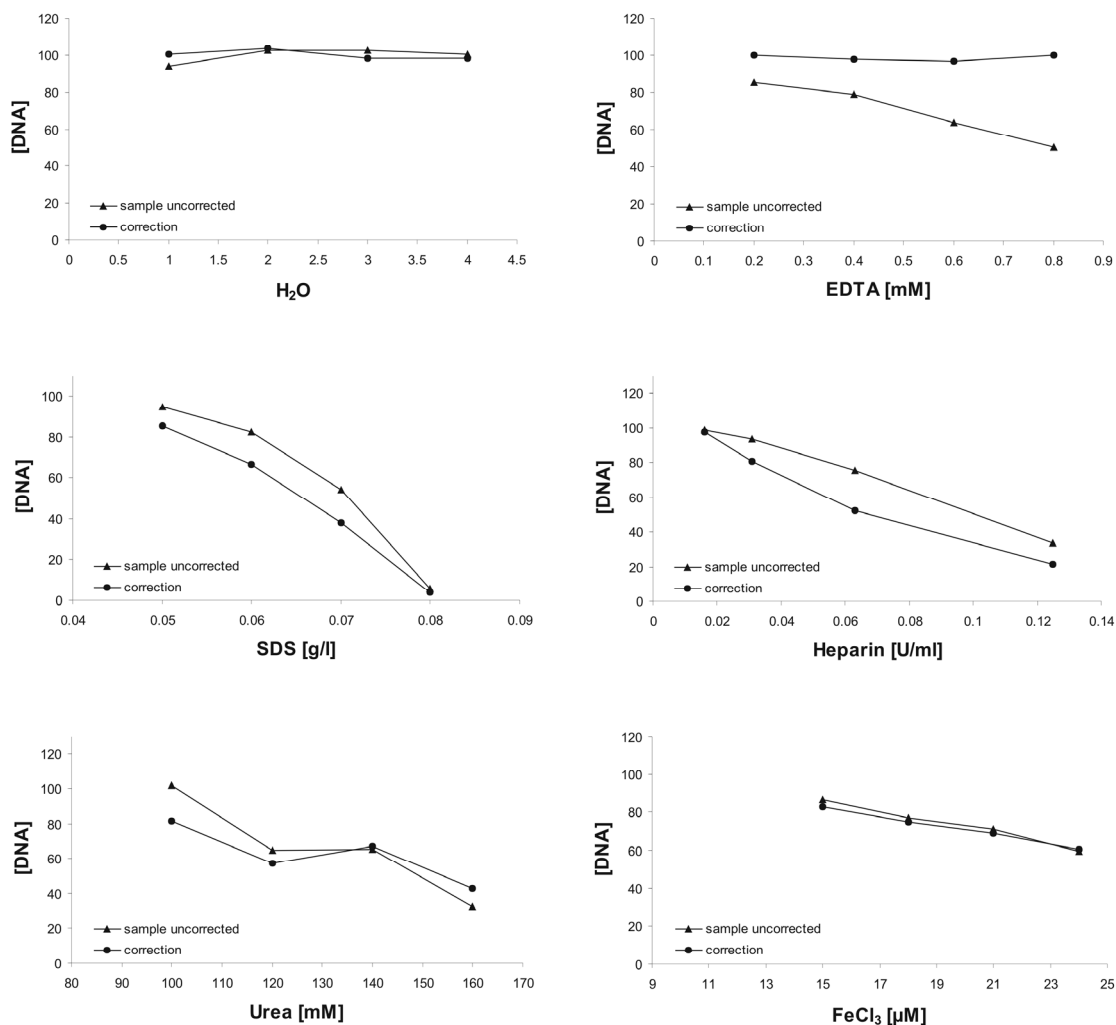 120
100
80
60
40
20
0
[DNA]
sample uncorrected
correction
0 0.5 1 1.5 2 2.5 3 3.5 4 4.5
H₂O
120
100
80
60
40
20
0
[DNA]
sample uncorrected
correction
0 0.1 0.2 0.3 0.4 0.5 0.6 0.7 0.8 0.9
EDTA [mM]
100
80
60
40
20
0
[DNA]
sample uncorrected
correction
0.04 0.05 0.06 0.07 0.08 0.09
SDS [g/l]
120
100
80
60
40
20
0
[DNA]
sample uncorrected
correction
0 0.02 0.04 0.06 0.08 0.1 0.12 0.14
Heparin [U/ml]
120
100
80
60
40
20
0
[DNA]
sample uncorrected
correction
80 90 100 110 120 130 140 150 160 170
Urea [mM]
120
100
80
60
40
20
0
[DNA]
sample uncorrected
correction
9 11 13 15 17 19 21 23 25
FeCl₃ [µM]